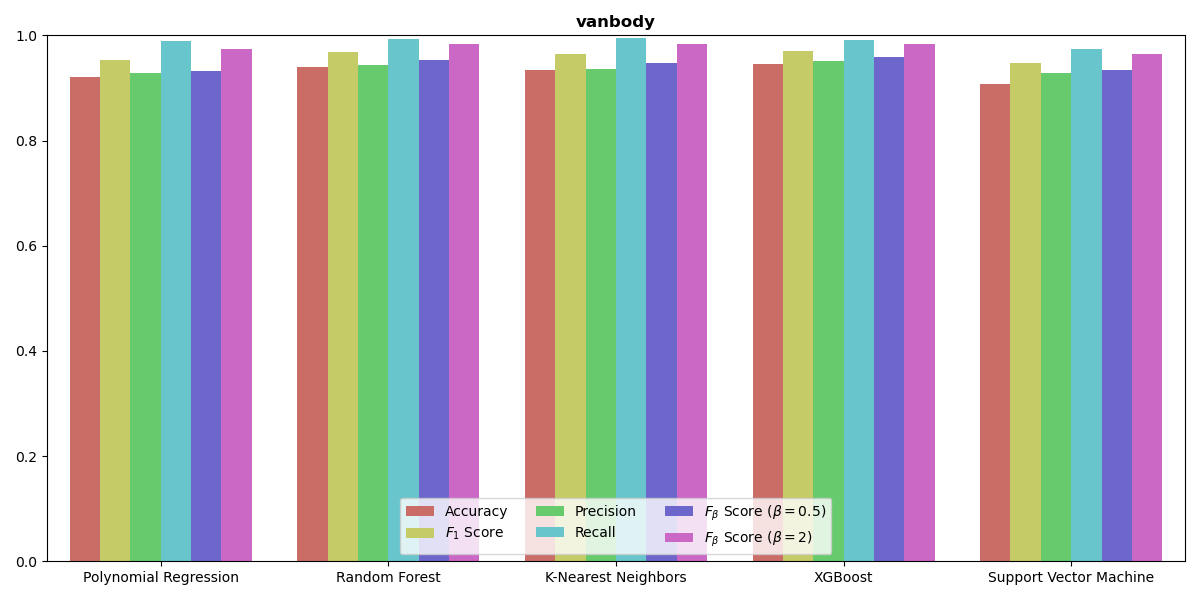 vanbody
1.0
0.8
0.6
0.4
0.2
0.0
Accuracy
F₁ Score
Precision
Recall
Fᵦ Score (β = 0.5)
Fᵦ Score (β = 2)
Polynomial Regression
Random Forest
K-Nearest Neighbors
XGBoost
Support Vector Machine